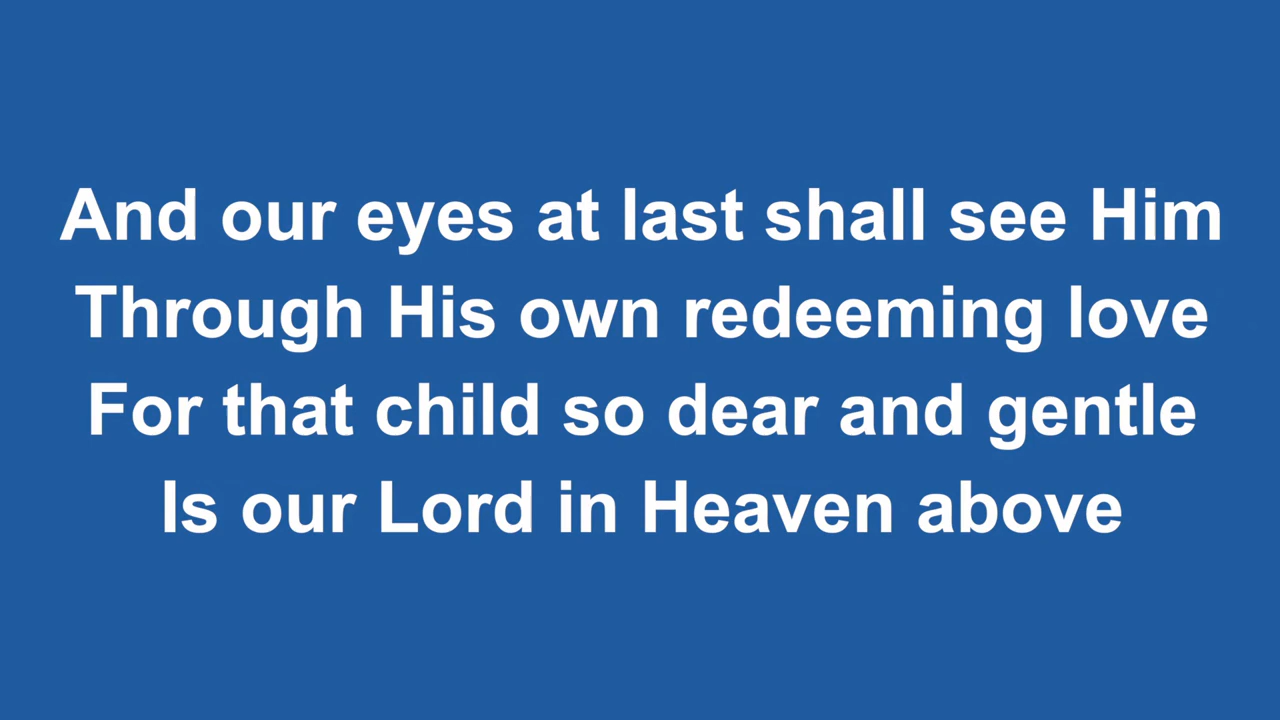 And our eyes at last shall see Him
Through His own redeeming love
For that child so dear and gentle
Is our Lord in Heaven above